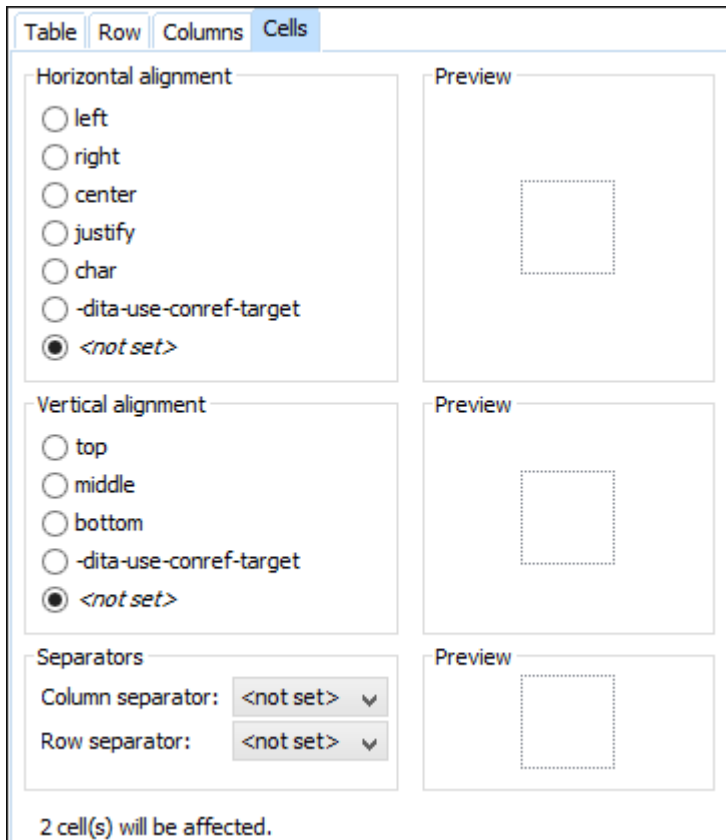 Table Row Columns Cells
Horizontal alignment
left
right
center
justify
char
-dita-use-conref-target
<not set>
Preview
Vertical alignment
top
middle
bottom
-dita-use-conref-target
<not set>
Preview
Separators
Column separator: <not set>
Row separator: <not set>
Preview
2 cell(s) will be affected.